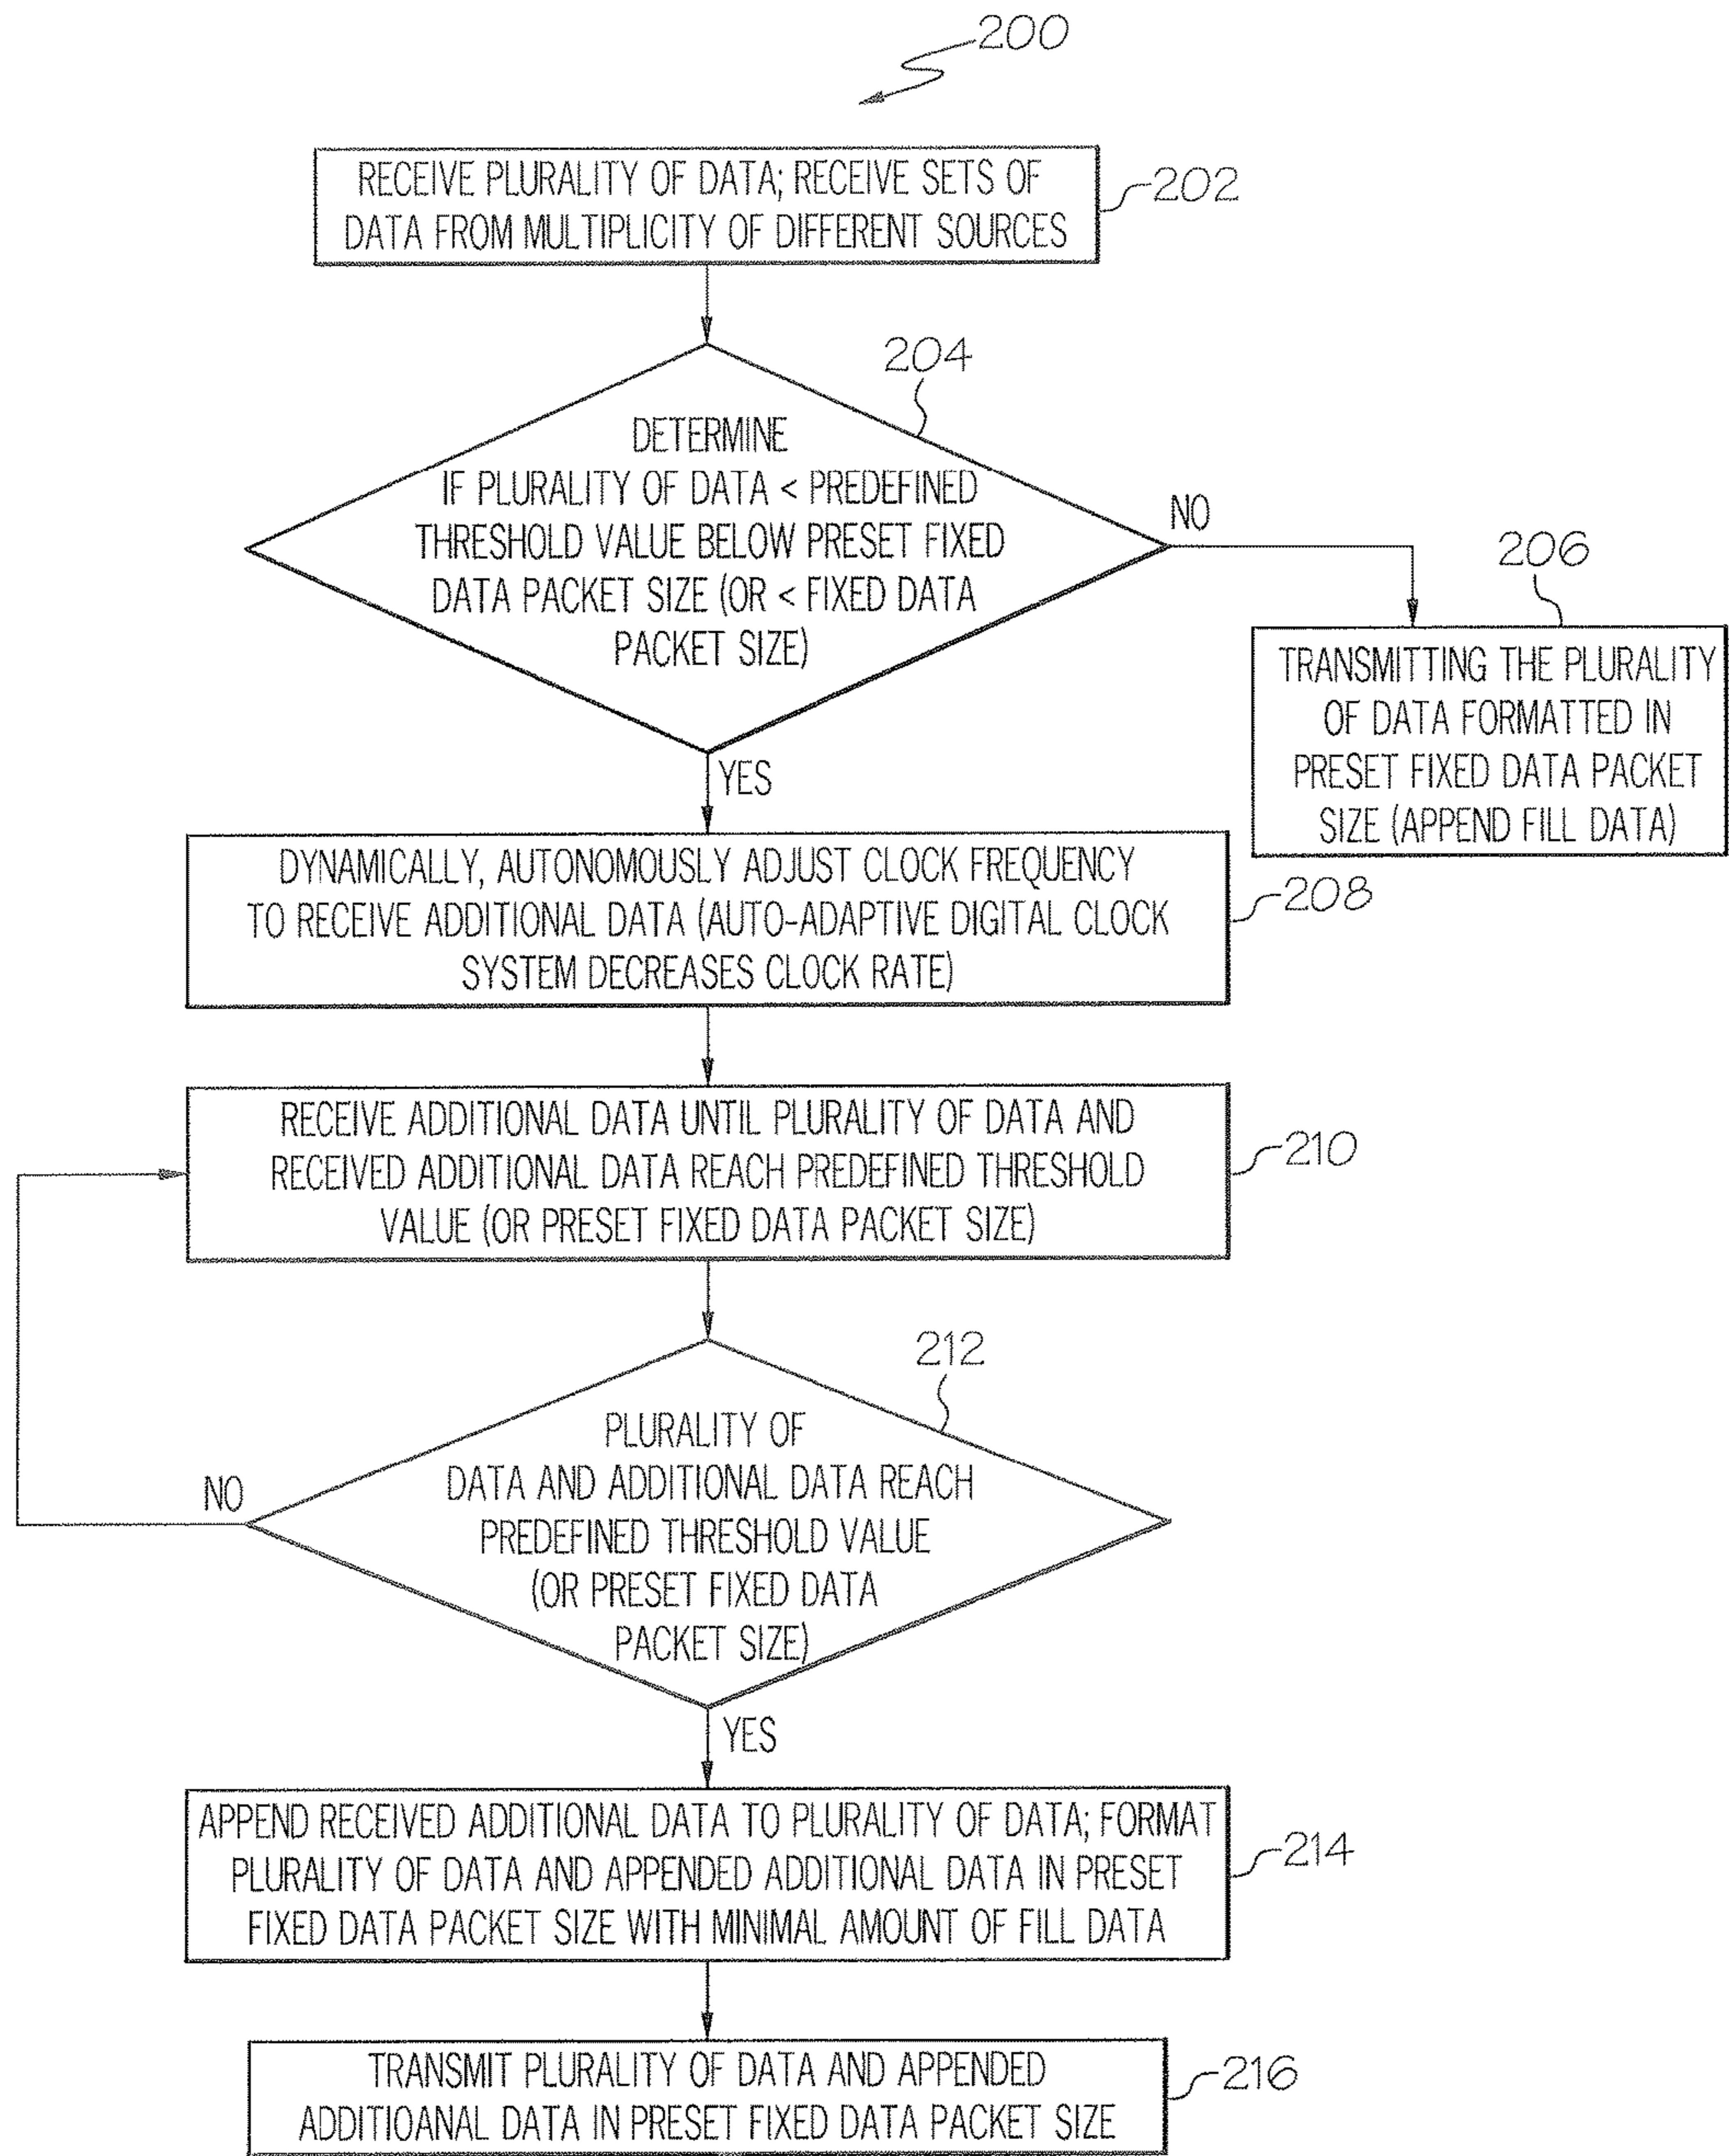 200
RECEIVE PLURALITY OF DATA; RECEIVE SETS OF
DATA FROM MULTIPLICITY OF DIFFERENT SOURCES
202
204
DETERMINE
IF PLURALITY OF DATA < PREDEFINED
THRESHOLD VALUE BELOW PRESET FIXED
DATA PACKET SIZE (OR < FIXED DATA
PACKET SIZE)
NO
206
TRANSMITTING THE PLURALITY
OF DATA FORMATTED IN
PRESET FIXED DATA PACKET
SIZE (APPEND FILL DATA)
YES
DYNAMICALLY, AUTONOMOUSLY ADJUST CLOCK FREQUENCY
TO RECEIVE ADDITIONAL DATA (AUTO-ADAPTIVE DIGITAL CLOCK
SYSTEM DECREASES CLOCK RATE)
208
RECEIVE ADDITIONAL DATA UNTIL PLURALITY OF DATA AND
RECEIVED ADDITIONAL DATA REACH PREDEFINED THRESHOLD
VALUE (OR PRESET FIXED DATA PACKET SIZE)
210
212
PLURALITY OF
DATA AND ADDITIONAL DATA REACH
PREDEFINED THRESHOLD VALUE
(OR PRESET FIXED DATA
PACKET SIZE)
NO
YES
APPEND RECEIVED ADDITIONAL DATA TO PLURALITY OF DATA; FORMAT
PLURALITY OF DATA AND APPENDED ADDITIONAL DATA IN PRESET
FIXED DATA PACKET SIZE WITH MINIMAL AMOUNT OF FILL DATA
214
TRANSMIT PLURALITY OF DATA AND APPENDED
ADDITIOANAL DATA IN PRESET FIXED DATA PACKET SIZE
216